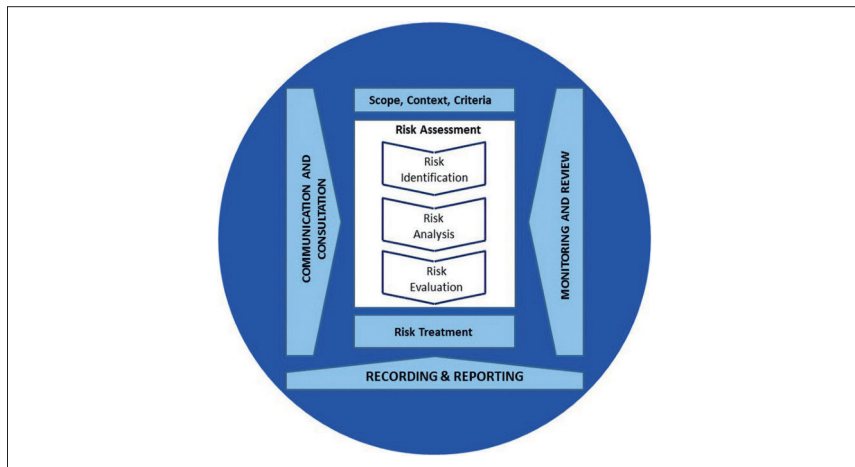 Scope, Context, Criteria
Risk Assessment
Risk
Identification
Risk
Analysis
Risk
Evaluation
Risk Treatment
COMMUNICATION AND
CONSULTATION
MONITORING AND REVIEW
RECORDING & REPORTING